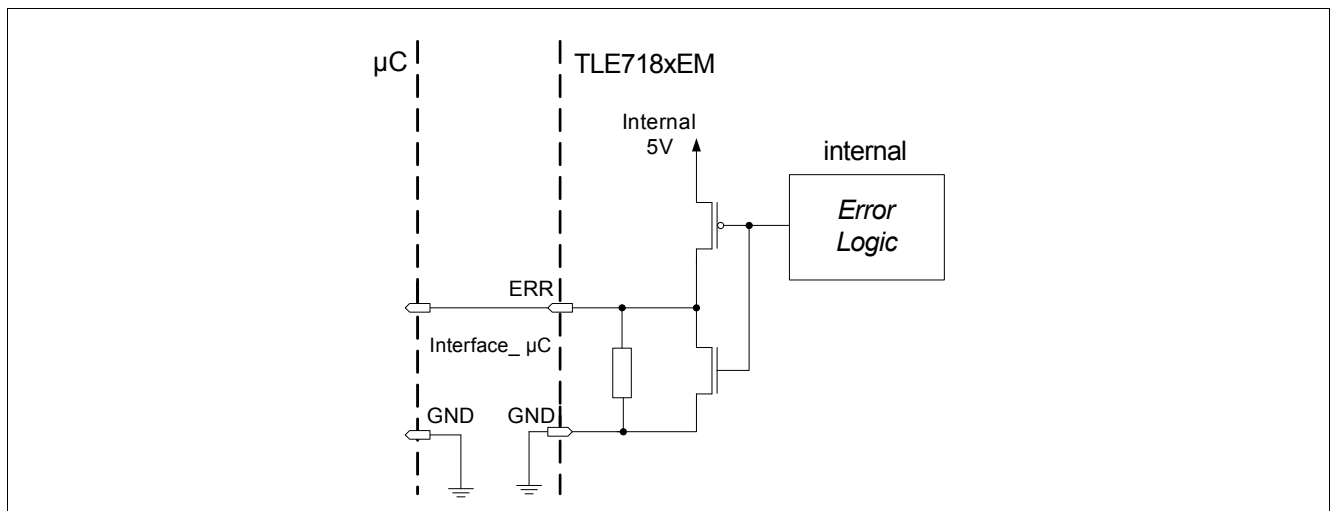 µC
TLE718xEM
Internal
5V
internal
Error
Logic
ERR
Interface_ µC
GND
GND